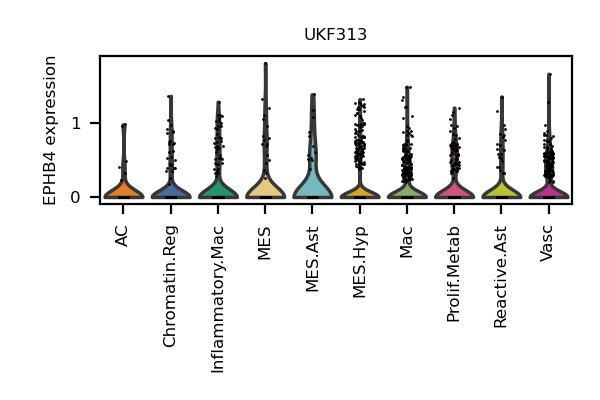 UKF313
EPHB4 expression
1
0
AC
Chromatin.Reg
Inflammatory.Mac
MES
MES.Ast
MES.Hyp
Mac
Prolif.Metab
Reactive.Ast
Vasc